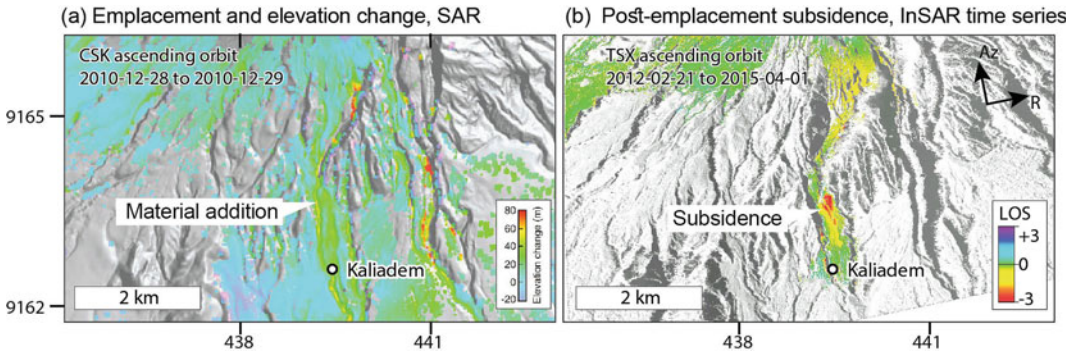 (a) Emplacement and elevation change, SAR
CSK ascending orbit
2010-12-28 to 2010-12-29
9165
Material addition
Kaliadem
80
60
40
20
0
-20
Elevation change (m)
2 km
9162
438
441
(b) Post-emplacement subsidence, InSAR time series
TSX ascending orbit
2012-02-21 to 2015-04-01
Az
R
Subsidence
Kaliadem
LOS
+3
0
-3
2 km
438
441